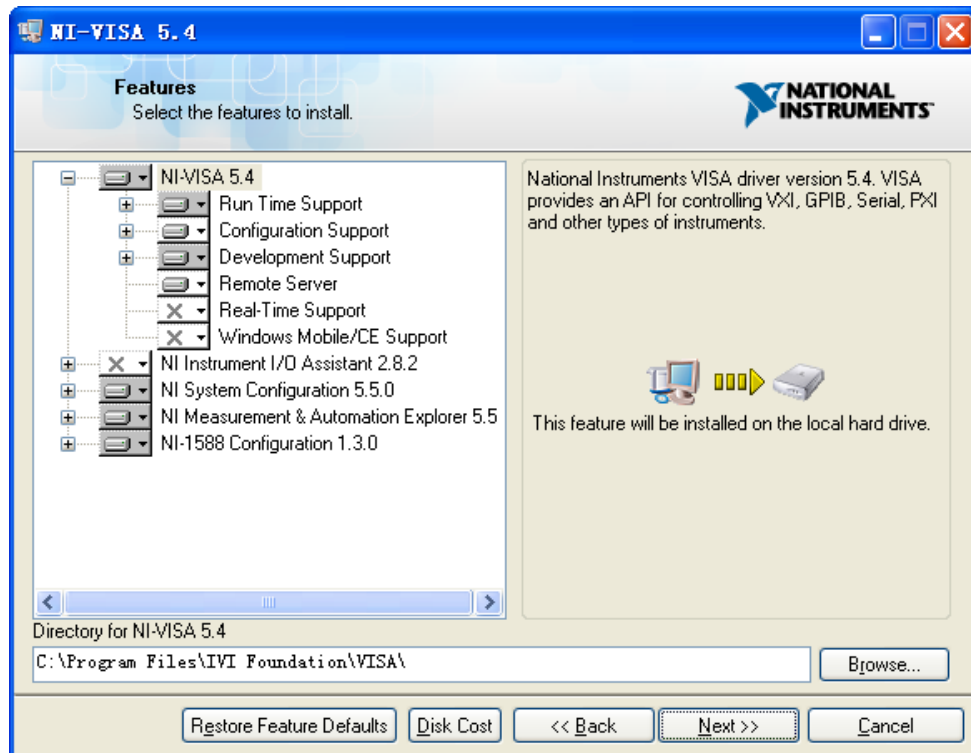 NI-VISA 5.4
Features
Select the features to install.
NATIONAL
INSTRUMENTS™
NI-VISA 5.4
Run Time Support
Configuration Support
Development Support
Remote Server
Real-Time Support
Windows Mobile/CE Support
NI Instrument I/O Assistant 2.8.2
NI System Configuration 5.5.0
NI Measurement & Automation Explorer 5.5
NI-1588 Configuration 1.3.0
National Instruments VISA driver version 5.4. VISA
provides an API for controlling VXI, GPIB, Serial, PXI
and other types of instruments.
This feature will be installed on the local hard drive.
Directory for NI-VISA 5.4
C:\Program Files\IVI Foundation\VISA\
Browse...
Restore Feature Defaults
Disk Cost
<< Back
Next >>
Cancel